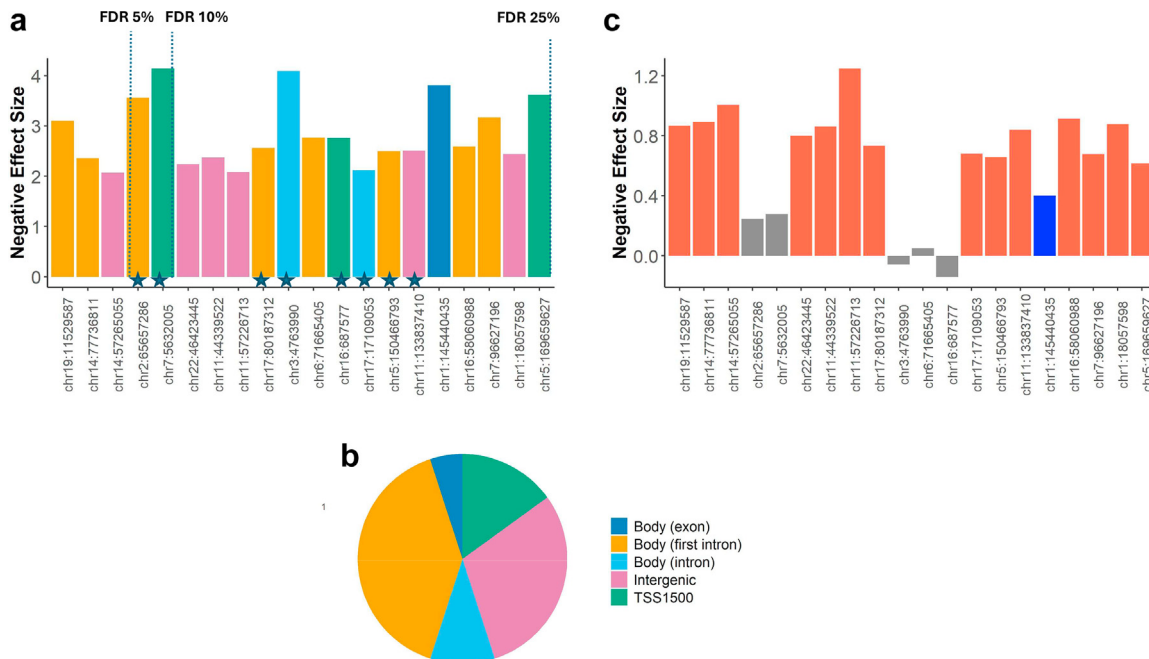 a
FDR 5%
FDR 10%
FDR 25%
Negative Effect Size
4
3
2
1
0
chr19:11529587
chr14:77736811
chr14:57265055
chr2:65657286
chr7:5632005
chr22:46423445
chr11:44339522
chr11:57226713
chr17:80187312
chr3:4763990
chr6:71665405
chr16:687577
chr17:17109053
chr5:150466793
chr11:133837410
chr1:145440435
chr16:58060988
chr7:96627196
chr1:18057598
chr5:169659627
c
Negative Effect Size
1.2
0.8
0.4
0.0
chr19:11529587
chr14:77736811
chr14:57265055
chr2:65657286
chr7:5632005
chr22:46423445
chr11:44339522
chr11:57226713
chr17:80187312
chr3:4763990
chr6:71665405
chr16:687577
chr17:17109053
chr5:150466793
chr11:133837410
chr1:145440435
chr16:58060988
chr7:96627196
chr1:18057598
chr5:169659627
b
1
Body (exon)
Body (first intron)
Body (intron)
Intergenic
TSS1500